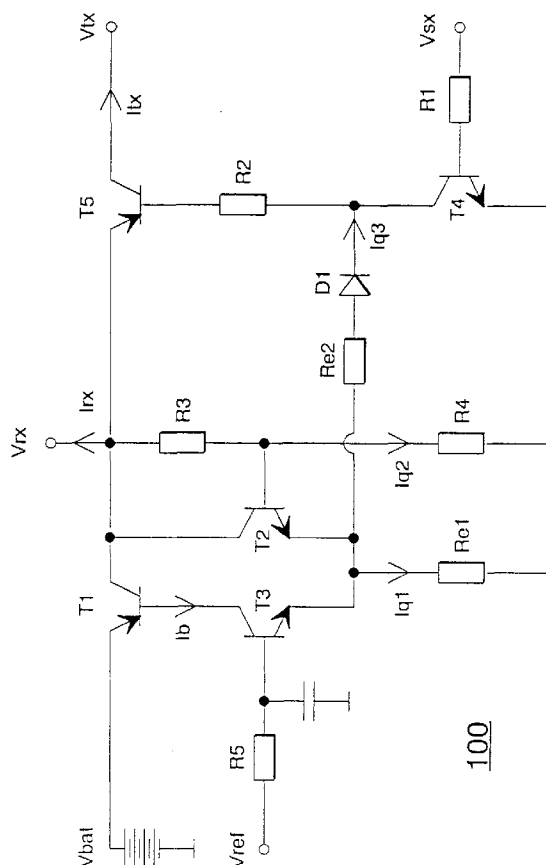 Vtx
Itx
T5
R2
Vsx
R1
T4
Iq3
D1
Re2
Vrx
Irx
R3
R4
Iq2
T2
T1
T3
Ib
Iq1
Re1
Vbat
R5
Vref
100